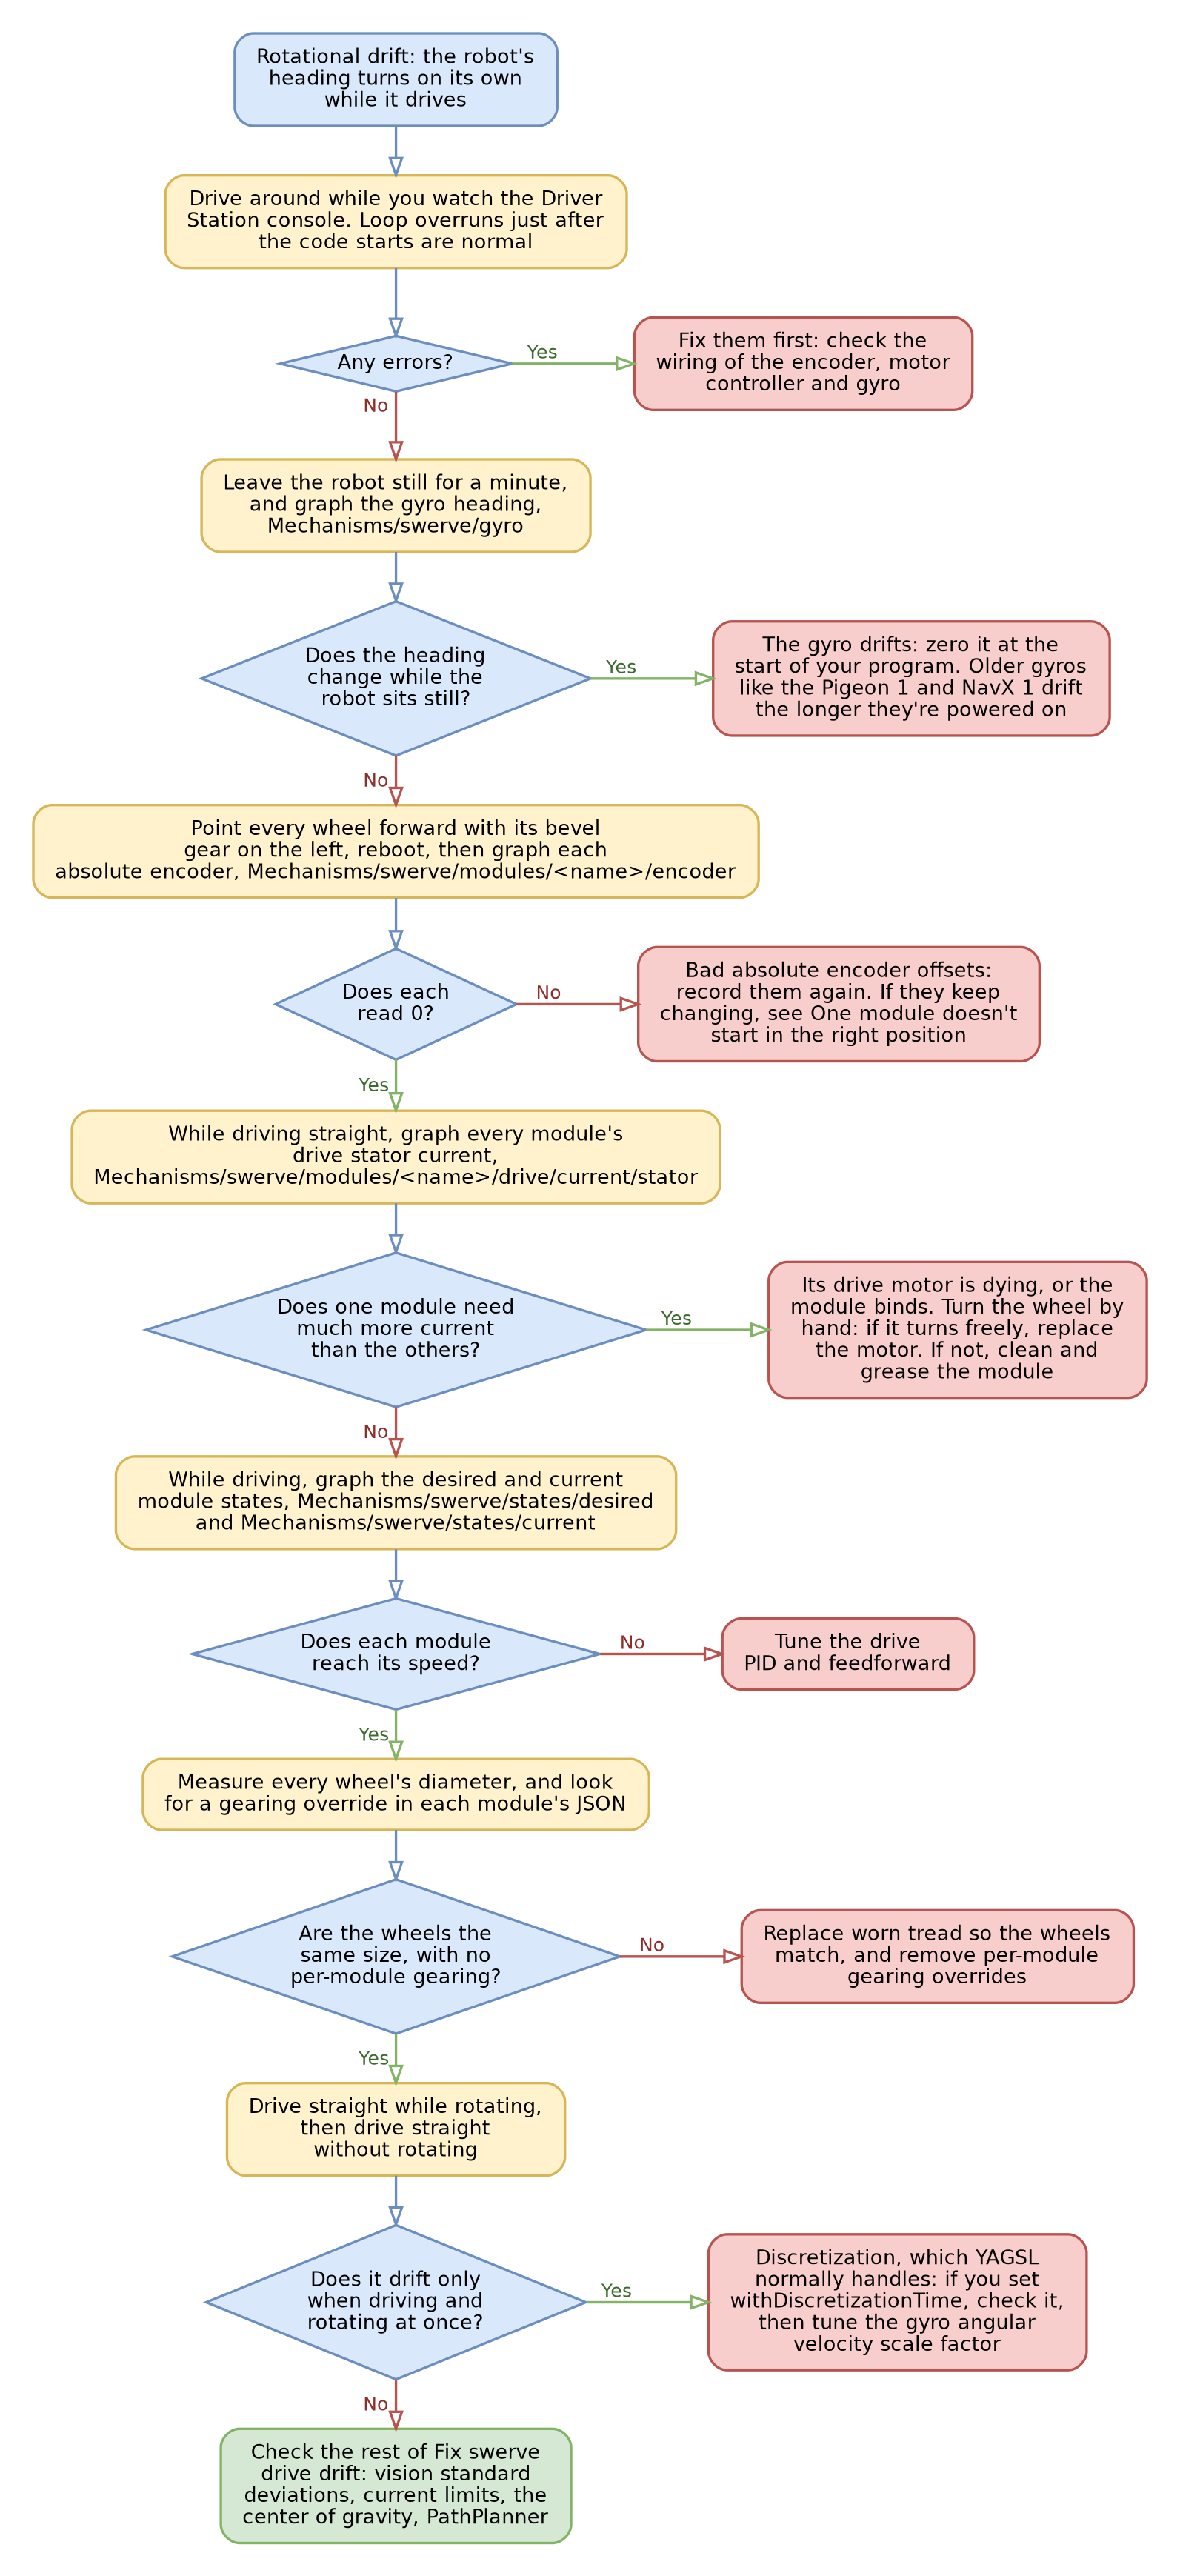 Rotational drift: the robot's
heading turns on its own
while it drives
Drive around while you watch the Driver
Station console. Loop overruns just after
the code starts are normal
Any errors?
Yes
Fix them first: check the
wiring of the encoder, motor
controller and gyro
No
Leave the robot still for a minute,
and graph the gyro heading,
Mechanisms/swerve/gyro
Does the heading
change while the
robot sits still?
Yes
The gyro drifts: zero it at the
start of your program. Older gyros
like the Pigeon 1 and NavX 1 drift
the longer they're powered on
No
Point every wheel forward with its bevel
gear on the left, reboot, then graph each
absolute encoder, Mechanisms/swerve/modules/<name>/encoder
Does each
read 0?
No
Bad absolute encoder offsets:
record them again. If they keep
changing, see One module doesn't
start in the right position
Yes
While driving straight, graph every module's
drive stator current,
Mechanisms/swerve/modules/<name>/drive/current/stator
Does one module need
much more current
than the others?
Yes
Its drive motor is dying, or the
module binds. Turn the wheel by
hand: if it turns freely, replace
the motor. If not, clean and
grease the module
No
While driving, graph the desired and current
module states, Mechanisms/swerve/states/desired
and Mechanisms/swerve/states/current
Does each module
reach its speed?
No
Tune the drive
PID and feedforward
Yes
Measure every wheel's diameter, and look
for a gearing override in each module's JSON
Are the wheels the
same size, with no
per-module gearing?
No
Replace worn tread so the wheels
match, and remove per-module
gearing overrides
Yes
Drive straight while rotating,
then drive straight
without rotating
Does it drift only
when driving and
rotating at once?
Yes
Discretization, which YAGSL
normally handles: if you set
withDiscretizationTime, check it,
then tune the gyro angular
velocity scale factor
No
Check the rest of Fix swerve
drive drift: vision standard
deviations, current limits, the
center of gravity, PathPlanner